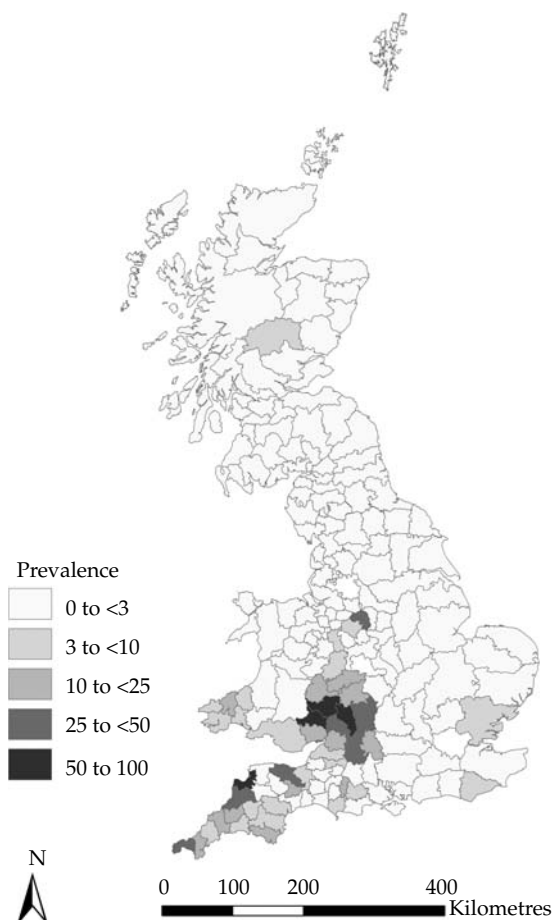 Prevalence
0 to <3
3 to <10
10 to <25
25 to <50
50 to 100
N
0 100 200 400
Kilometres